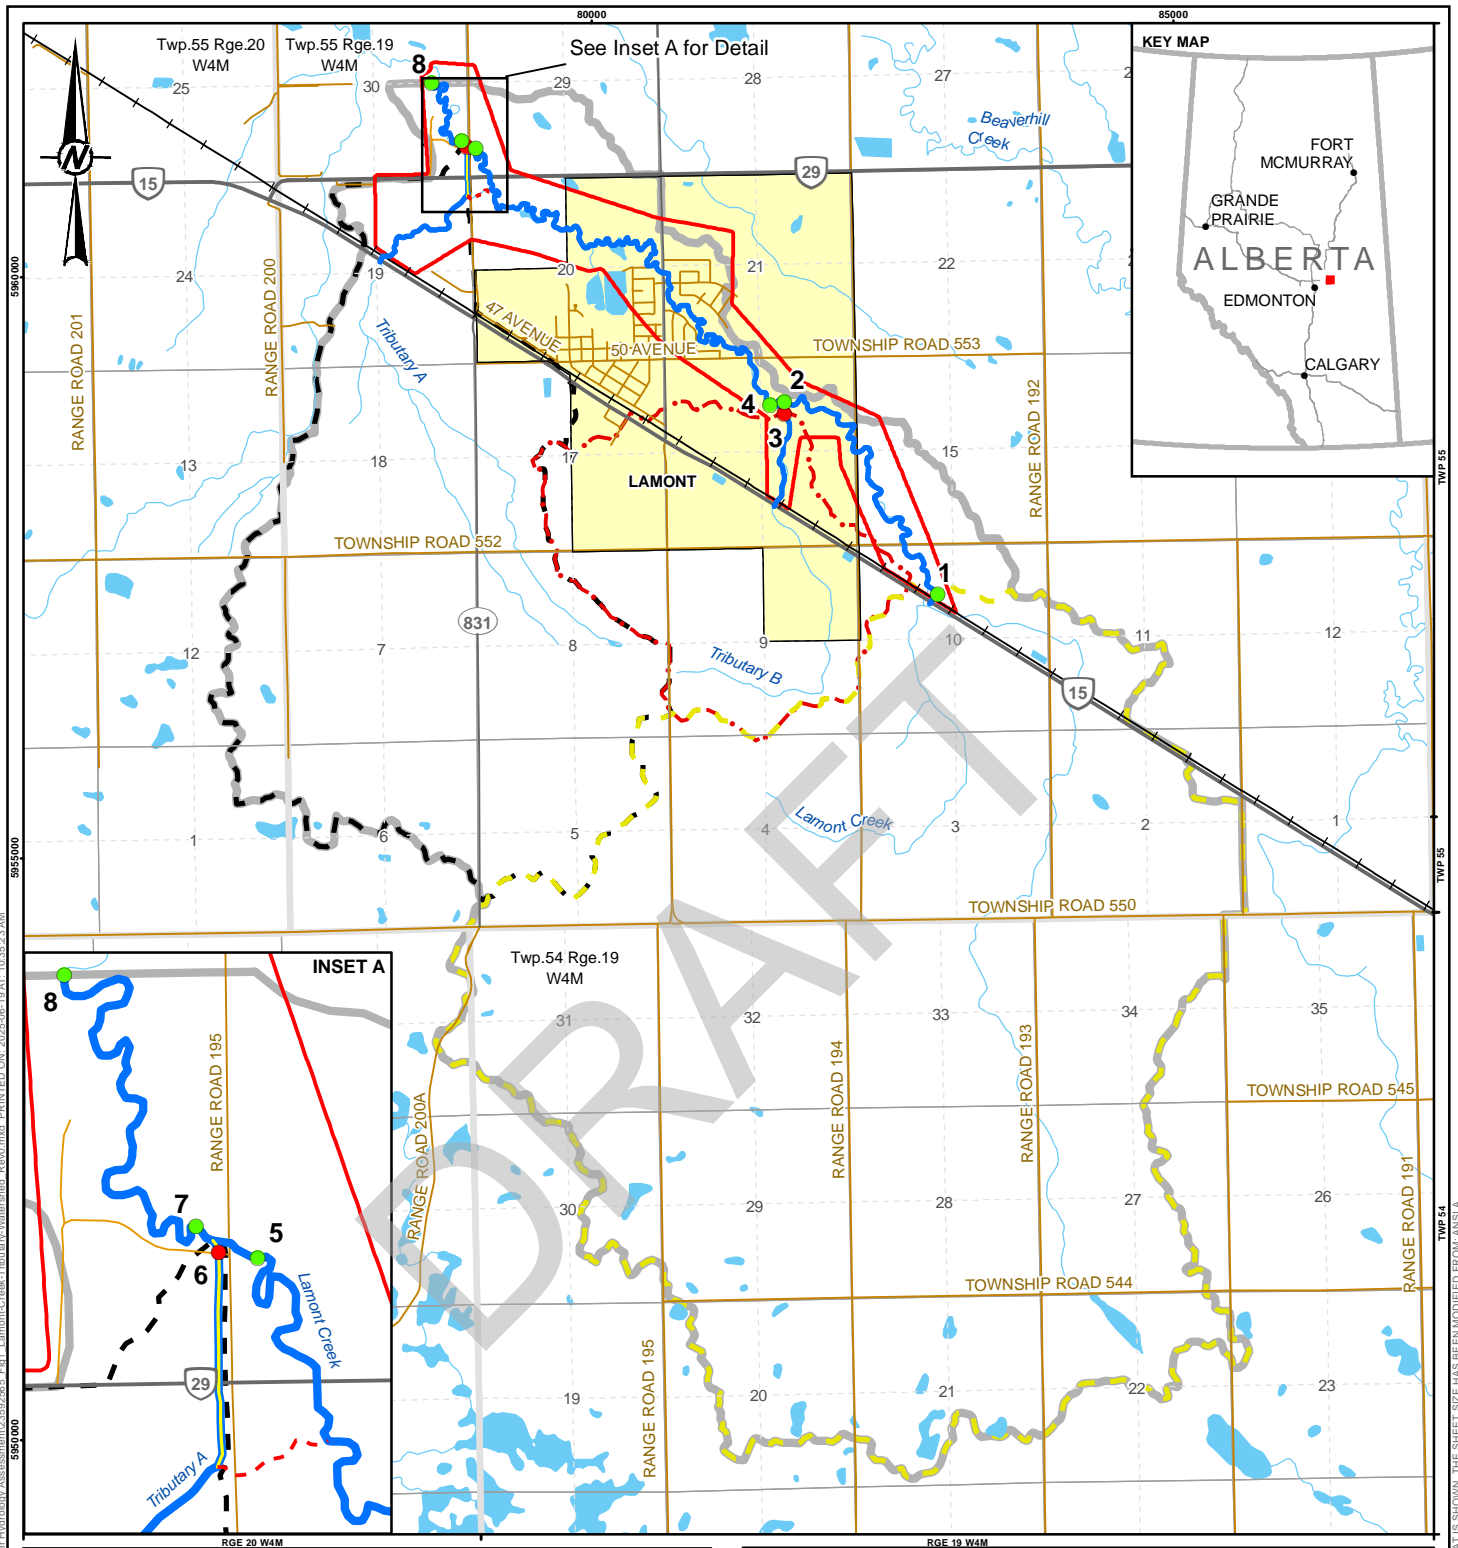 80000
85000
Twp.55 Rge.20
W4M
Twp.55 Rge.19
W4M
See Inset A for Detail
KEY MAP
FORT
MCMURRAY
GRANDE
PRAIRIE
ALBERTA
EDMONTON
CALGARY
N
8
25
30
29
28
27
2
Beaverhill
Creek
15
29
24
19
20
21
22
2
5960000
RANGE ROAD 201
RANGE ROAD 200
Tributary A
47 AVENUE
50 AVENUE
TOWNSHIP ROAD 553
RANGE ROAD 192
2
4
3
13
18
17
15
LAMONT
TWP 55
TOWNSHIP ROAD 552
1
831
12
7
8
9
10
11
12
Tributary B
15
1
6
5
4
3
2
1
Lamont Creek
5955000
TWP 55
TOWNSHIP ROAD 550
DRAFT
INSET A
8
RANGE ROAD 195
7
5
6
Lamont Creek
29
Tributary A
Twp.54 Rge.19
W4M
31
32
33
34
35
RANGE ROAD 200A
RANGE ROAD 194
RANGE ROAD 193
TOWNSHIP ROAD 545
RANGE ROAD 191
30
29
28
27
26
TWP 54
TOWNSHIP ROAD 544
RANGE ROAD 195
19
20
21
22
23
5950000
RGE 20 W4M
RGE 19 W4M